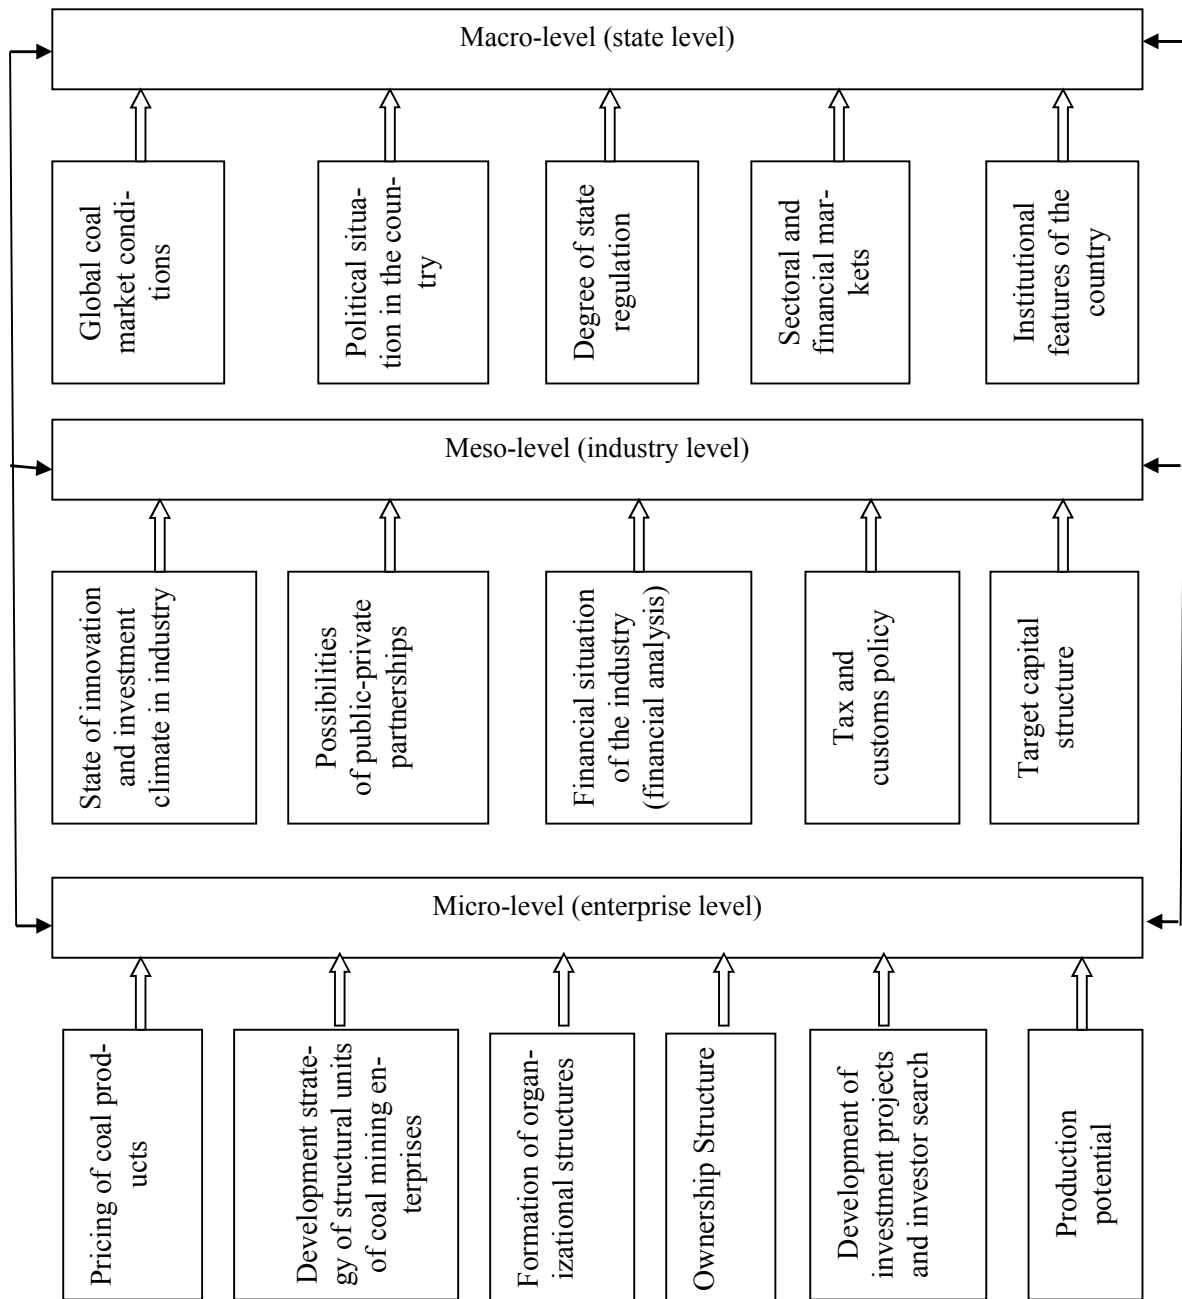 Macro-level (state level)
Global coal
market condi-
tions
Political situa-
tion in the coun-
try
Degree of state
regulation
Sectoral and
financial mar-
kets
Institutional
features of the
country
Meso-level (industry level)
State of innovation
and investment
climate in industry
Possibilities
of public-private
partnerships
Financial situation
of the industry
(financial analysis)
Tax and
customs policy
Target capital
structure
Micro-level (enterprise level)
Pricing of coal prod-
ucts
Development strate-
gy of structural units
of coal mining en-
terprises
Formation of organ-
izational structures
Ownership Structure
Development of
investment projects
and investor search
Production
potential